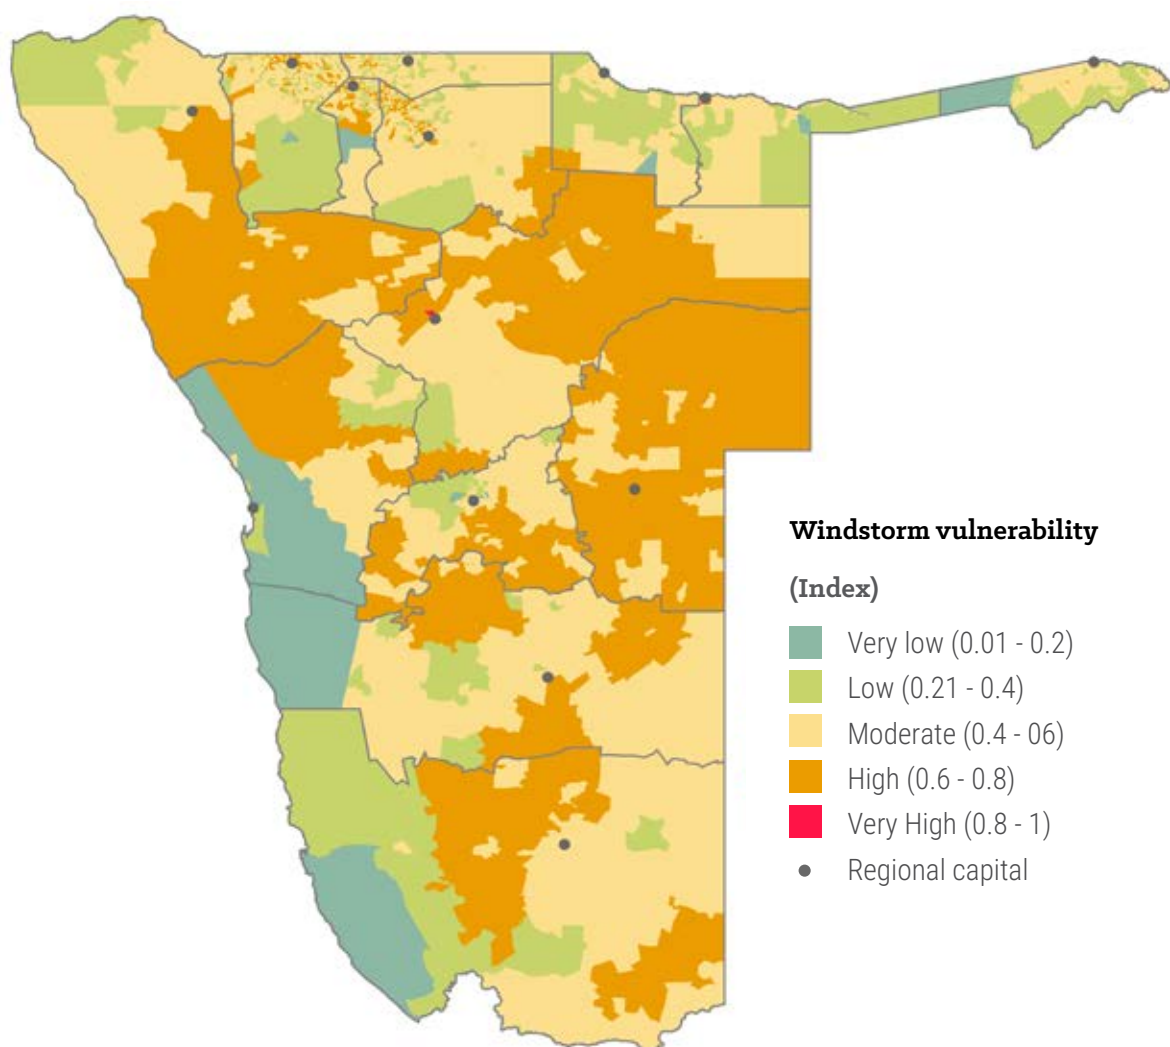 Windstorm vulnerability
(Index)
Very low (0.01 - 0.2)
Low (0.21 - 0.4)
Moderate (0.4 - 06)
High (0.6 - 0.8)
Very High (0.8 - 1)
Regional capital